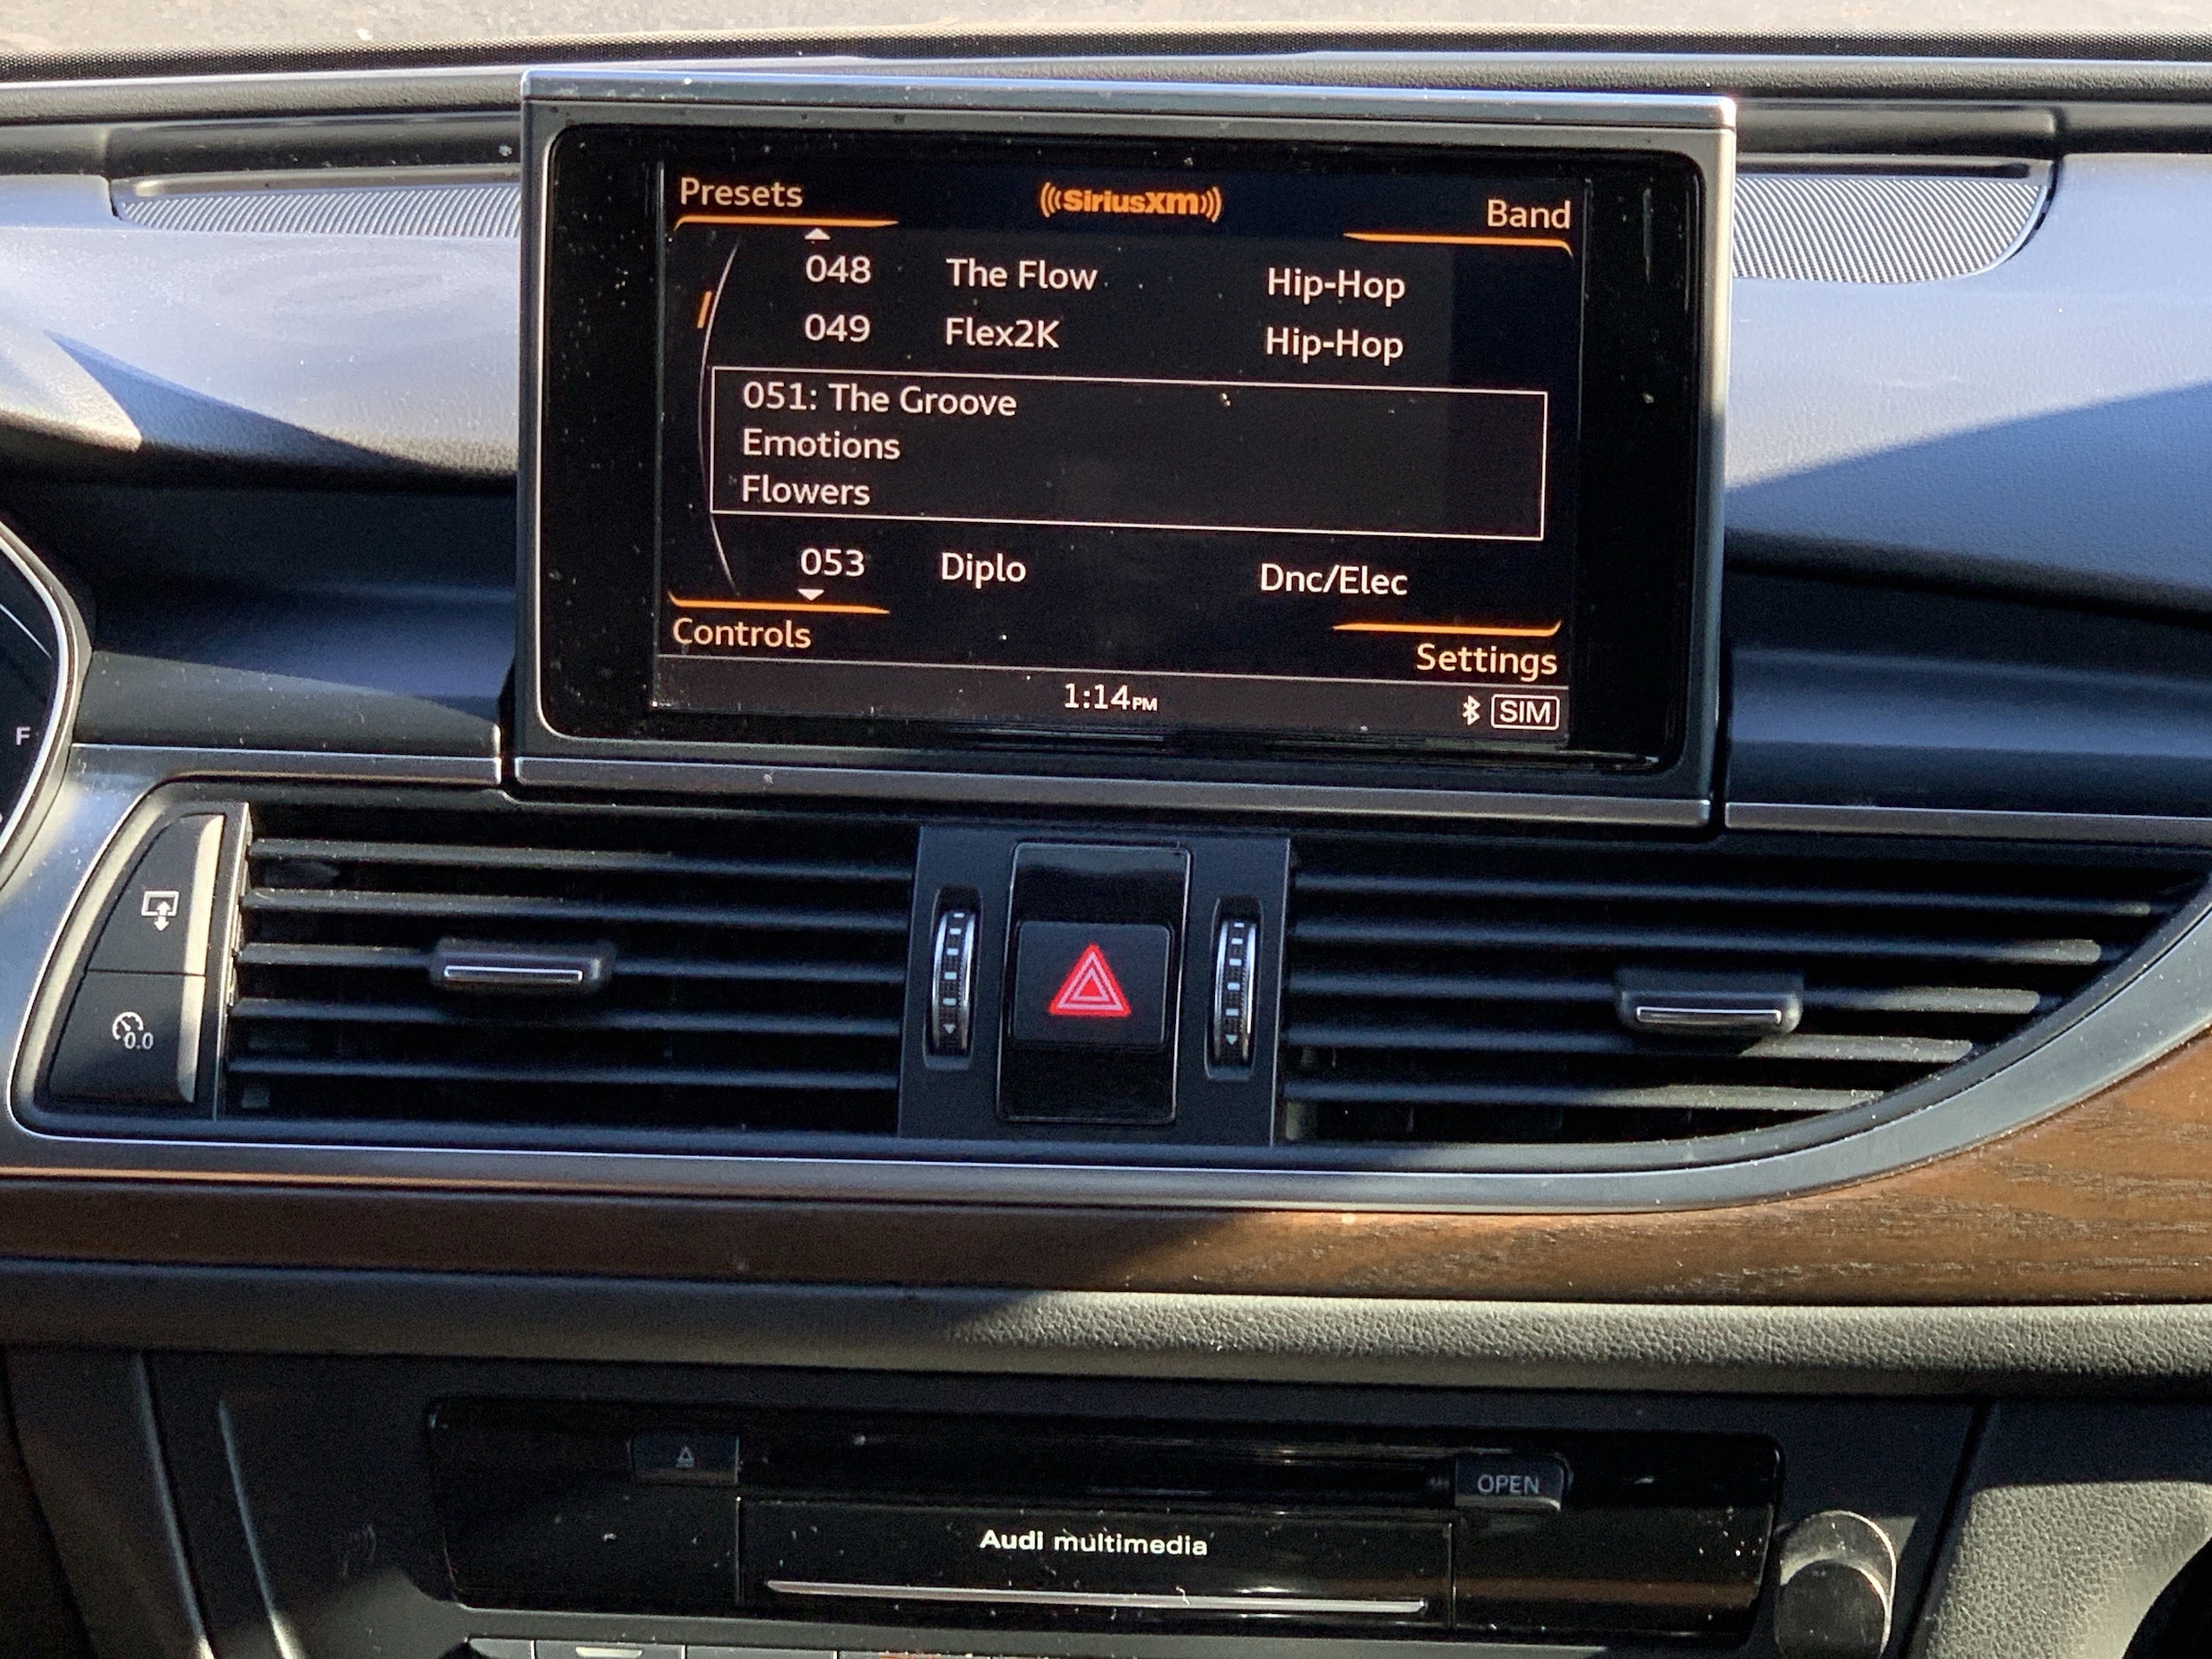 Presets
((SiriusXM))
Band
048 The Flow Hip-Hop
049 Flex2K Hip-Hop
051: The Groove
Emotions
Flowers
053 Diplo Dnc/Elec
Controls
Settings
1:14PM
SIM
F
0.0
OPEN
Audi multimedia